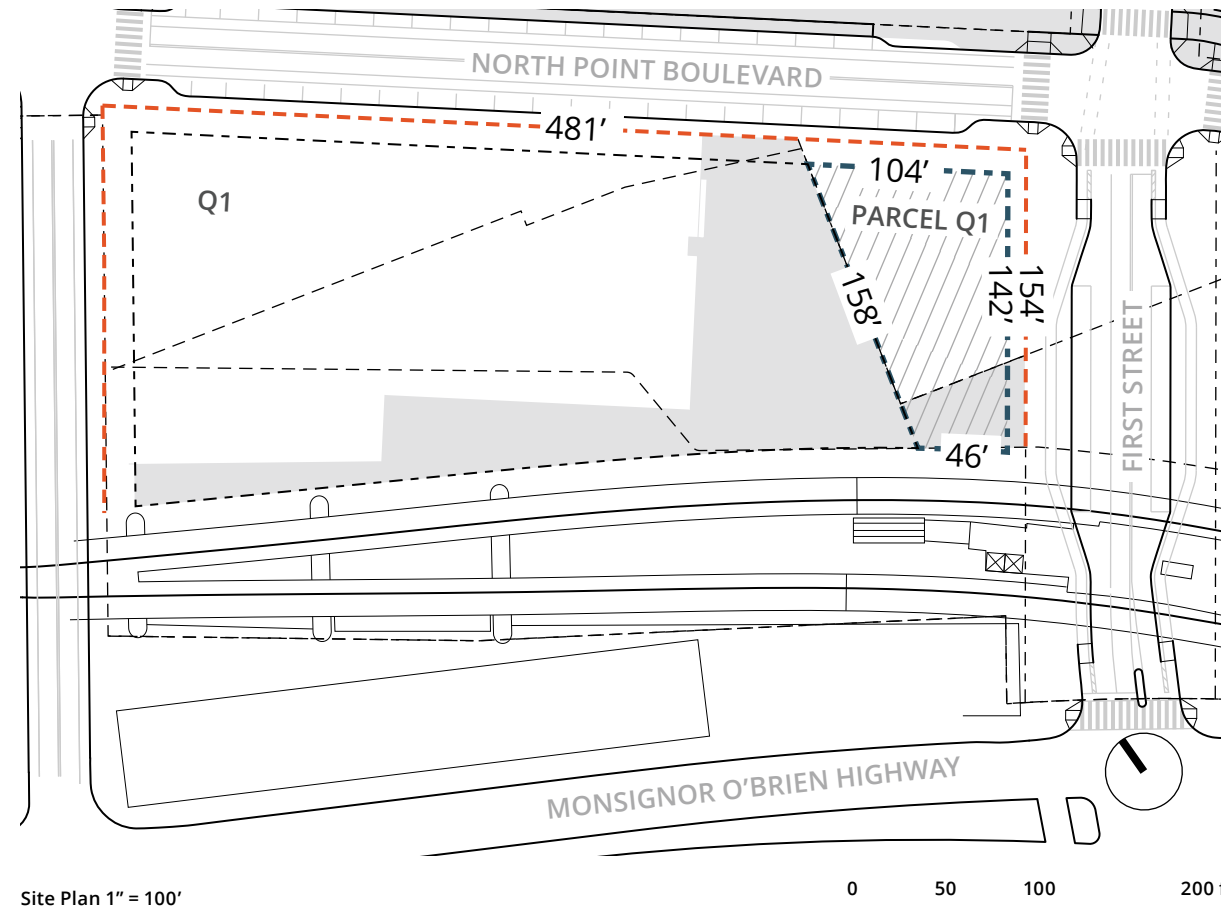 NORTH POINT BOULEVARD
481’
104’
Q1
PARCEL Q1
158’
142’
154’
FIRST STREET
46’
MONSIGNOR O’BRIEN HIGHWAY
Site Plan 1” = 100’
0 50 100 200